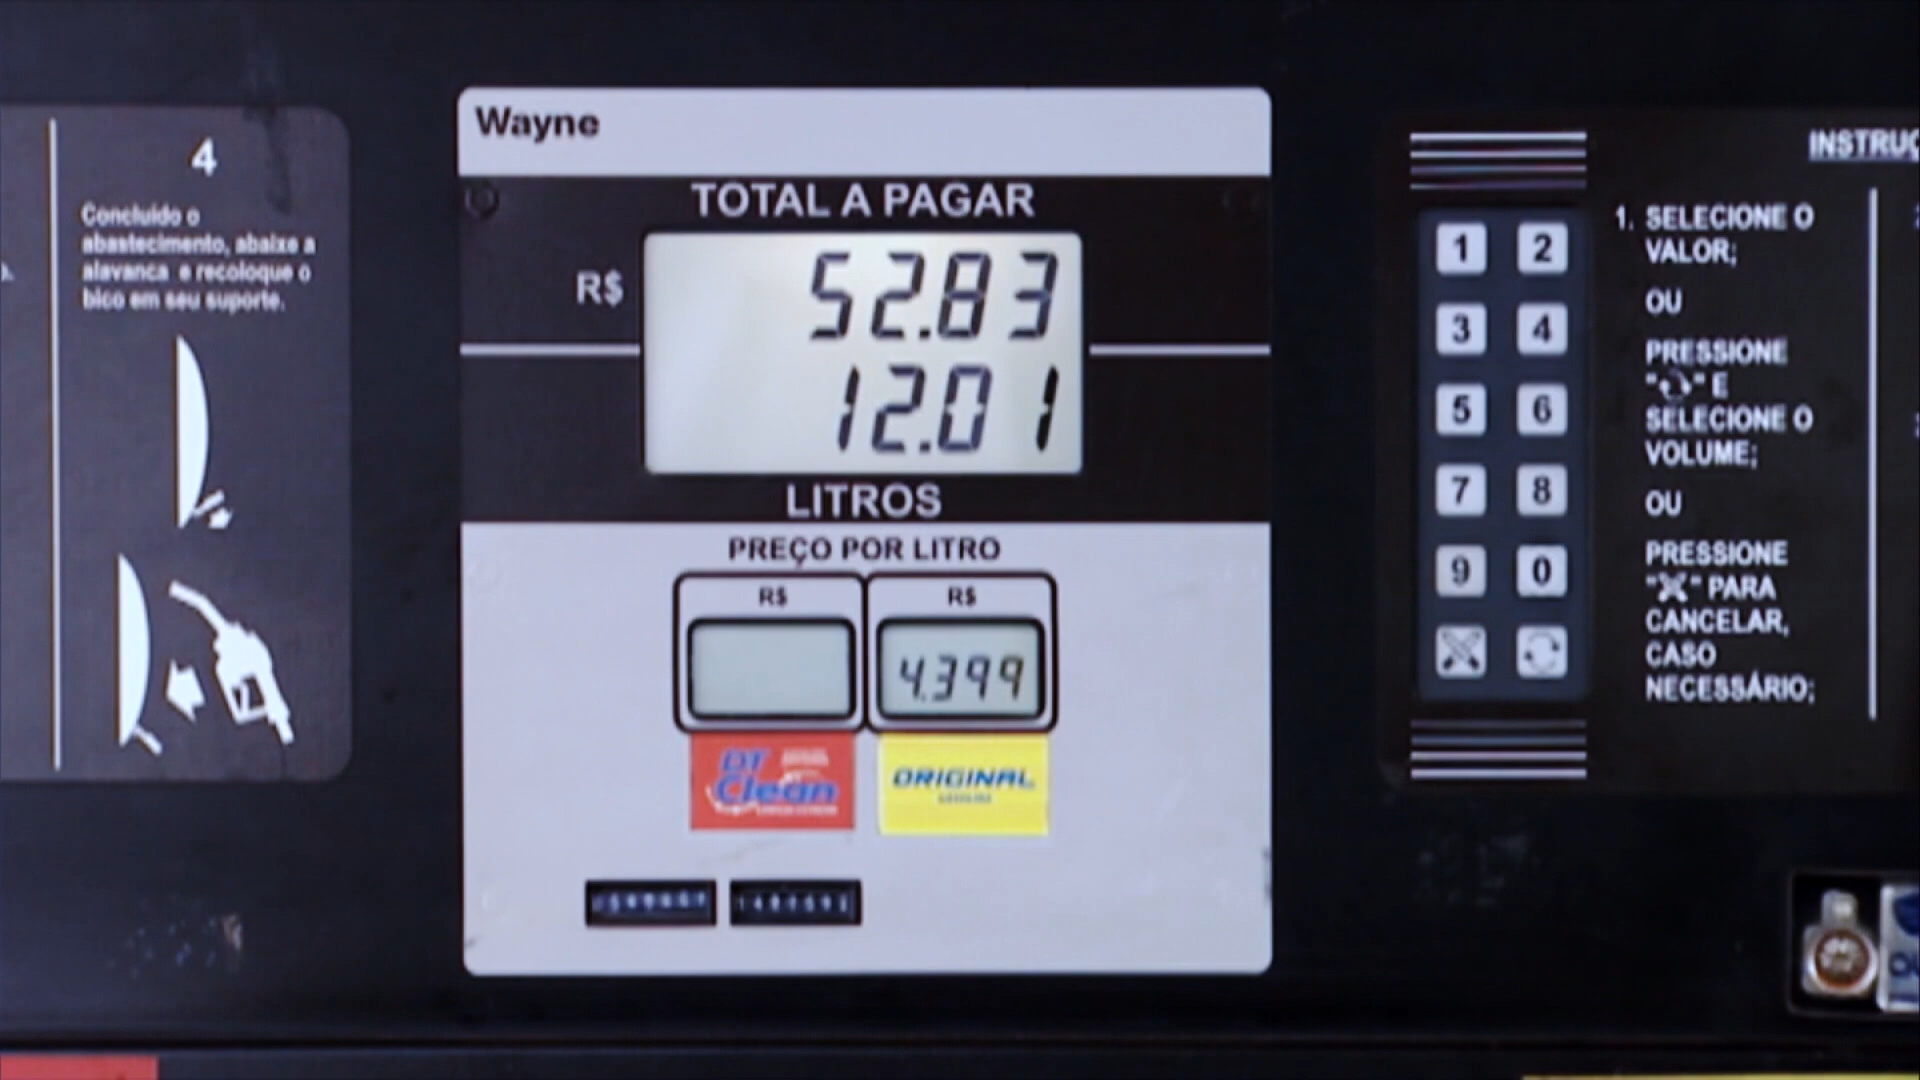 4
Concluído o
abastecimento, abaixe a
alavanca e recoloque o
bico em seu suporte.
Wayne
TOTAL A PAGAR
R$
52.83
12.01
LITROS
PREÇO POR LITRO
R$ R$
4.399
DT Clean
ORIGINAL
1 2
3 4
5 6
7 8
9 0
INSTRUÇ
1. SELECIONE O
VALOR;
OU
PRESSIONE
"" E
SELECIONE O
VOLUME;
OU
PRESSIONE
"" PARA
CANCELAR,
CASO
NECESSÁRIO;